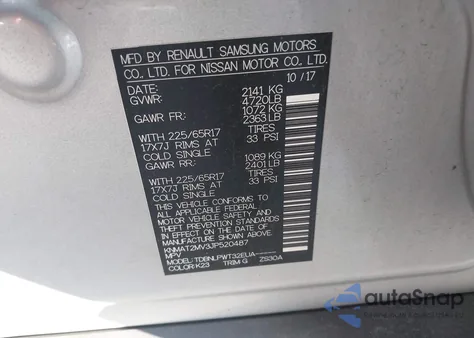 MFD BY RENAULT SAMSUNG MOTORS
CO., LTD. FOR NISSAN MOTOR CO., LTD.
DATE: 10/17
GVWR: 2141 KG
4720LB
GAWR FR: 1072 KG
2363LB
WITH 225/65R17 TIRES
17X7J RIMS AT 33 PSI
COLD SINGLE
GAWR RR: 1089 KG
2401LB
WITH 225/65R17 TIRES
17X7J RIMS AT 33 PSI
COLD SINGLE
THIS VEHICLE CONFORMS TO
ALL APPLICABLE FEDERAL
MOTOR VEHICLE SAFETY AND
THEFT PREVENTION STANDARDS
IN EFFECT ON THE DATE OF
MANUFACTURE SHOWN ABOVE.
KNMAT2MV3JP520487
MPV
MODEL:TDBNLPWT32EUA-----
COLOR:K23 TRIM:G ZS30A
autoSnap